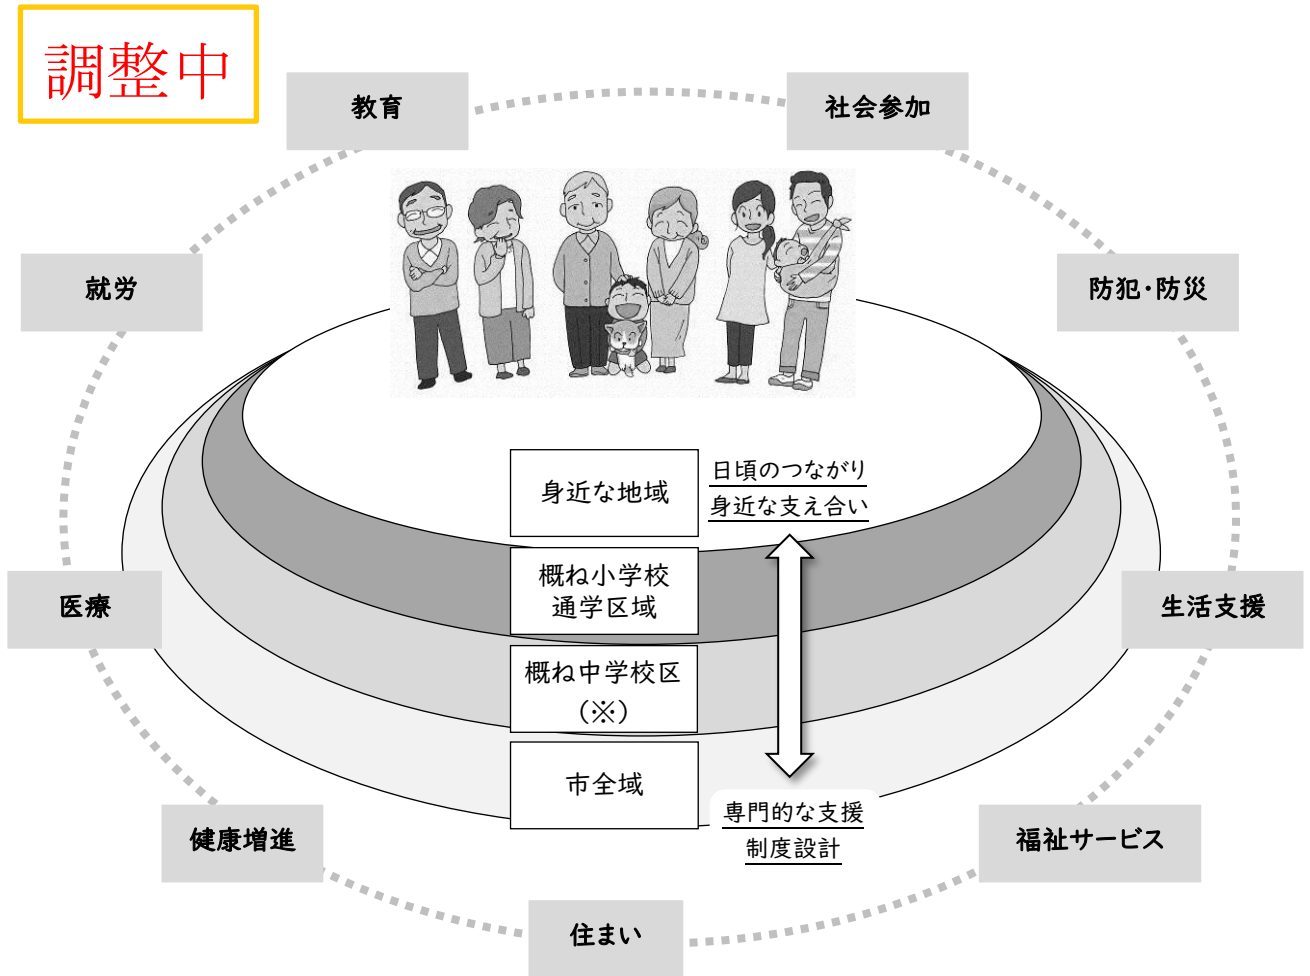 調整中
教育
社会参加
就労
防犯・防災
身近な地域
日頃のつながり
身近な支え合い
概ね小学校
通学区域
医療
生活支援
概ね中学校区
(※)
市全域
専門的な支援
制度設計
健康増進
福祉サービス
住まい